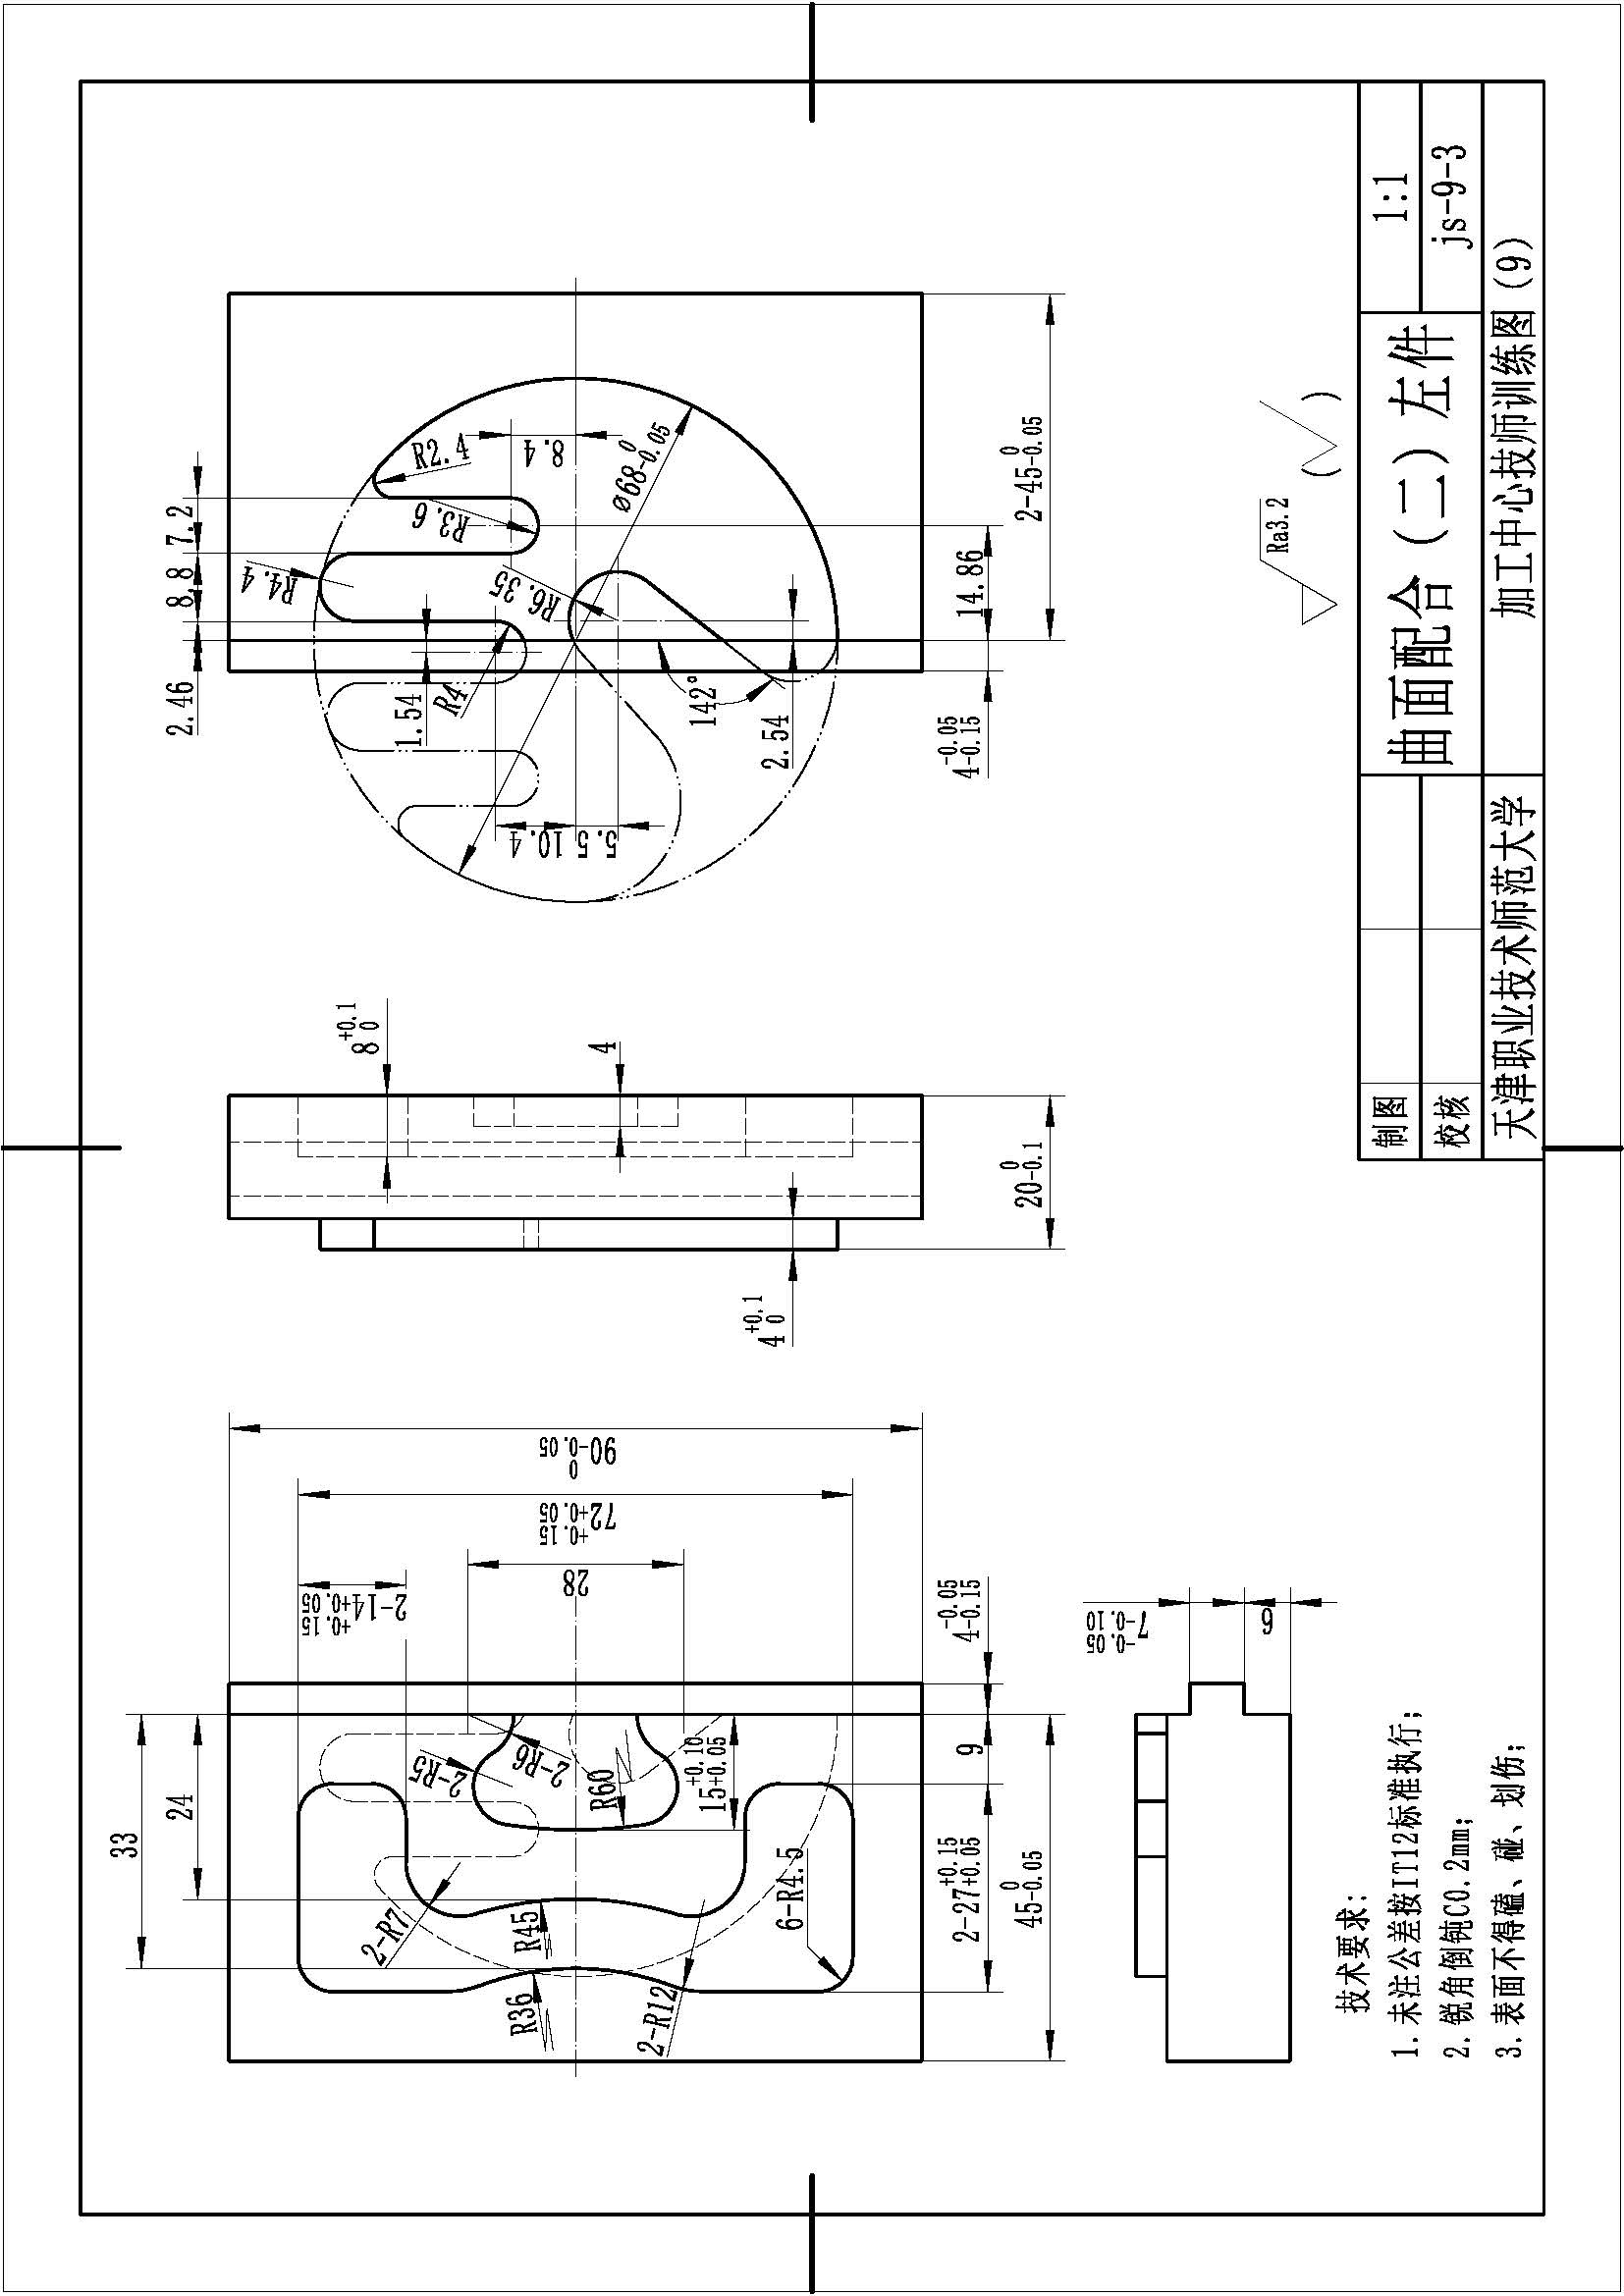 33
24
2-R7
2-R5
2-R6
R60
R45
R36
2-R12
6-R4.5
15+0.10+0.05
9
2-27+0.15+0.05
45 0-0.05
4-0.05-0.15
2-14+0.15+0.05
28
72+0.15+0.05
90 0-0.05
7-0.05-0.10
6
8+0.1 0
4
4+0.1 0
20 0-0.1
2.46
8.8
7.2
1.54
R4.4
R2.4
R3.6
8.4
R6.35
R4
ø68 0-0.05
10.4
5.5
142°
2.54
14.86
4-0.05-0.15
2-45 0-0.05
Ra3.2
( )
技术要求:
1.未注公差按IT12标准执行;
2.锐角倒钝C0.2mm;
3.表面不得磕、碰、划伤;
制图
校核
曲面配合(二)左件
1:1
js-9-3
天津职业技术师范大学
加工中心技师训练图(9)